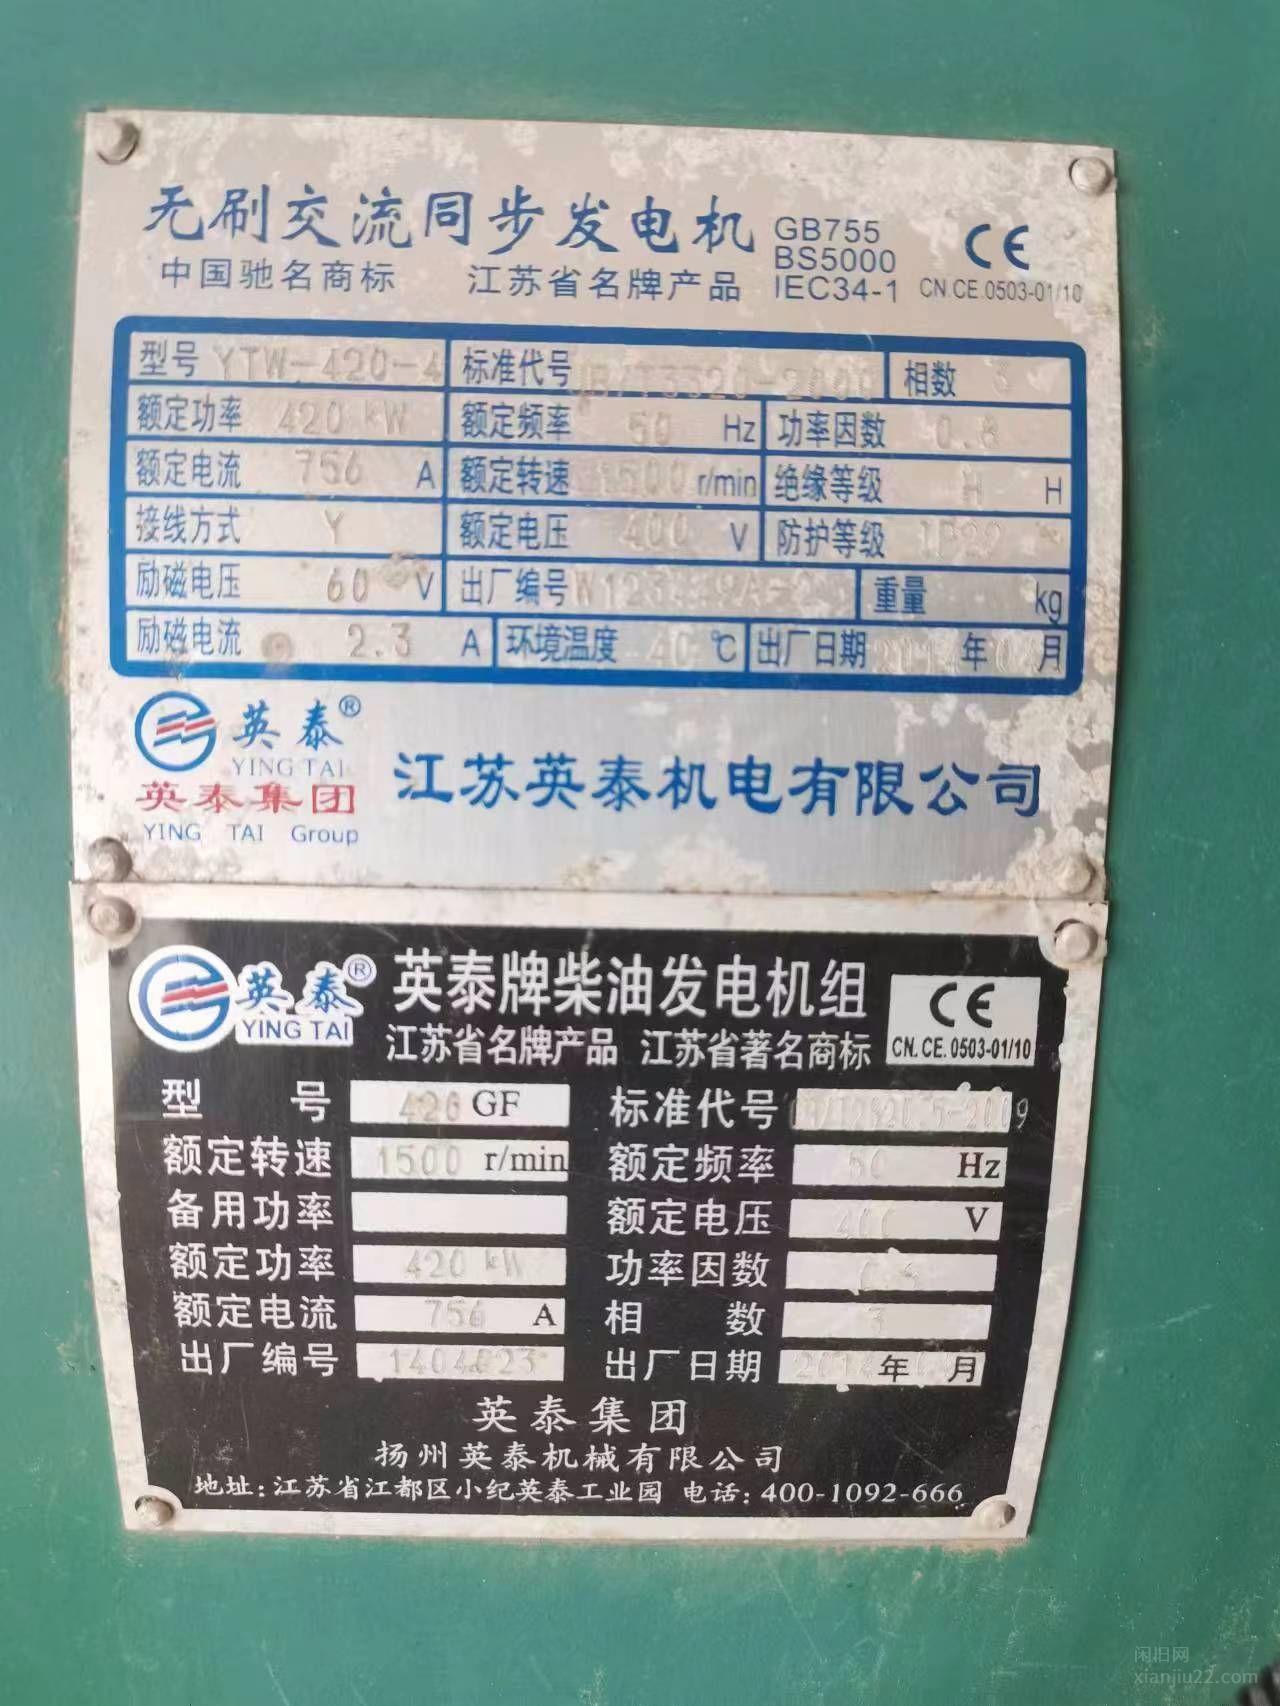 无刷交流同步发电机
GB755
BS5000
IEC34-1
CE
中国驰名商标 江苏省名牌产品
CN.CE.0503-01/10
型号 YTW-420-4 标准代号 相数 3
额定功率 420 kW 额定频率 50 Hz 功率因数 0.8
额定电流 756 A 额定转速 1500 r/min 绝缘等级 H H
接线方式 Y 额定电压 400 V 防护等级
励磁电压 60 V 出厂编号 重量 kg
励磁电流 2.3 A 环境温度 40 ℃ 出厂日期 2014 年 月
英泰®
YING TAI
英泰集团
YING TAI Group
江苏英泰机电有限公司
英泰®
YING TAI
英泰牌柴油发电机组
江苏省名牌产品 江苏省著名商标
CE
CN.CE.0503-01/10
型号 GF 标准代号
额定转速 1500 r/min 额定频率 50 Hz
备用功率 额定电压 400 V
额定功率 420 kW 功率因数
额定电流 756 A 相数 3
出厂编号 出厂日期 2014 年 月
英泰集团
扬州英泰机械有限公司
地址:江苏省江都区小纪英泰工业园 电话:400-1092-666
闲旧网
xianjiu22.com